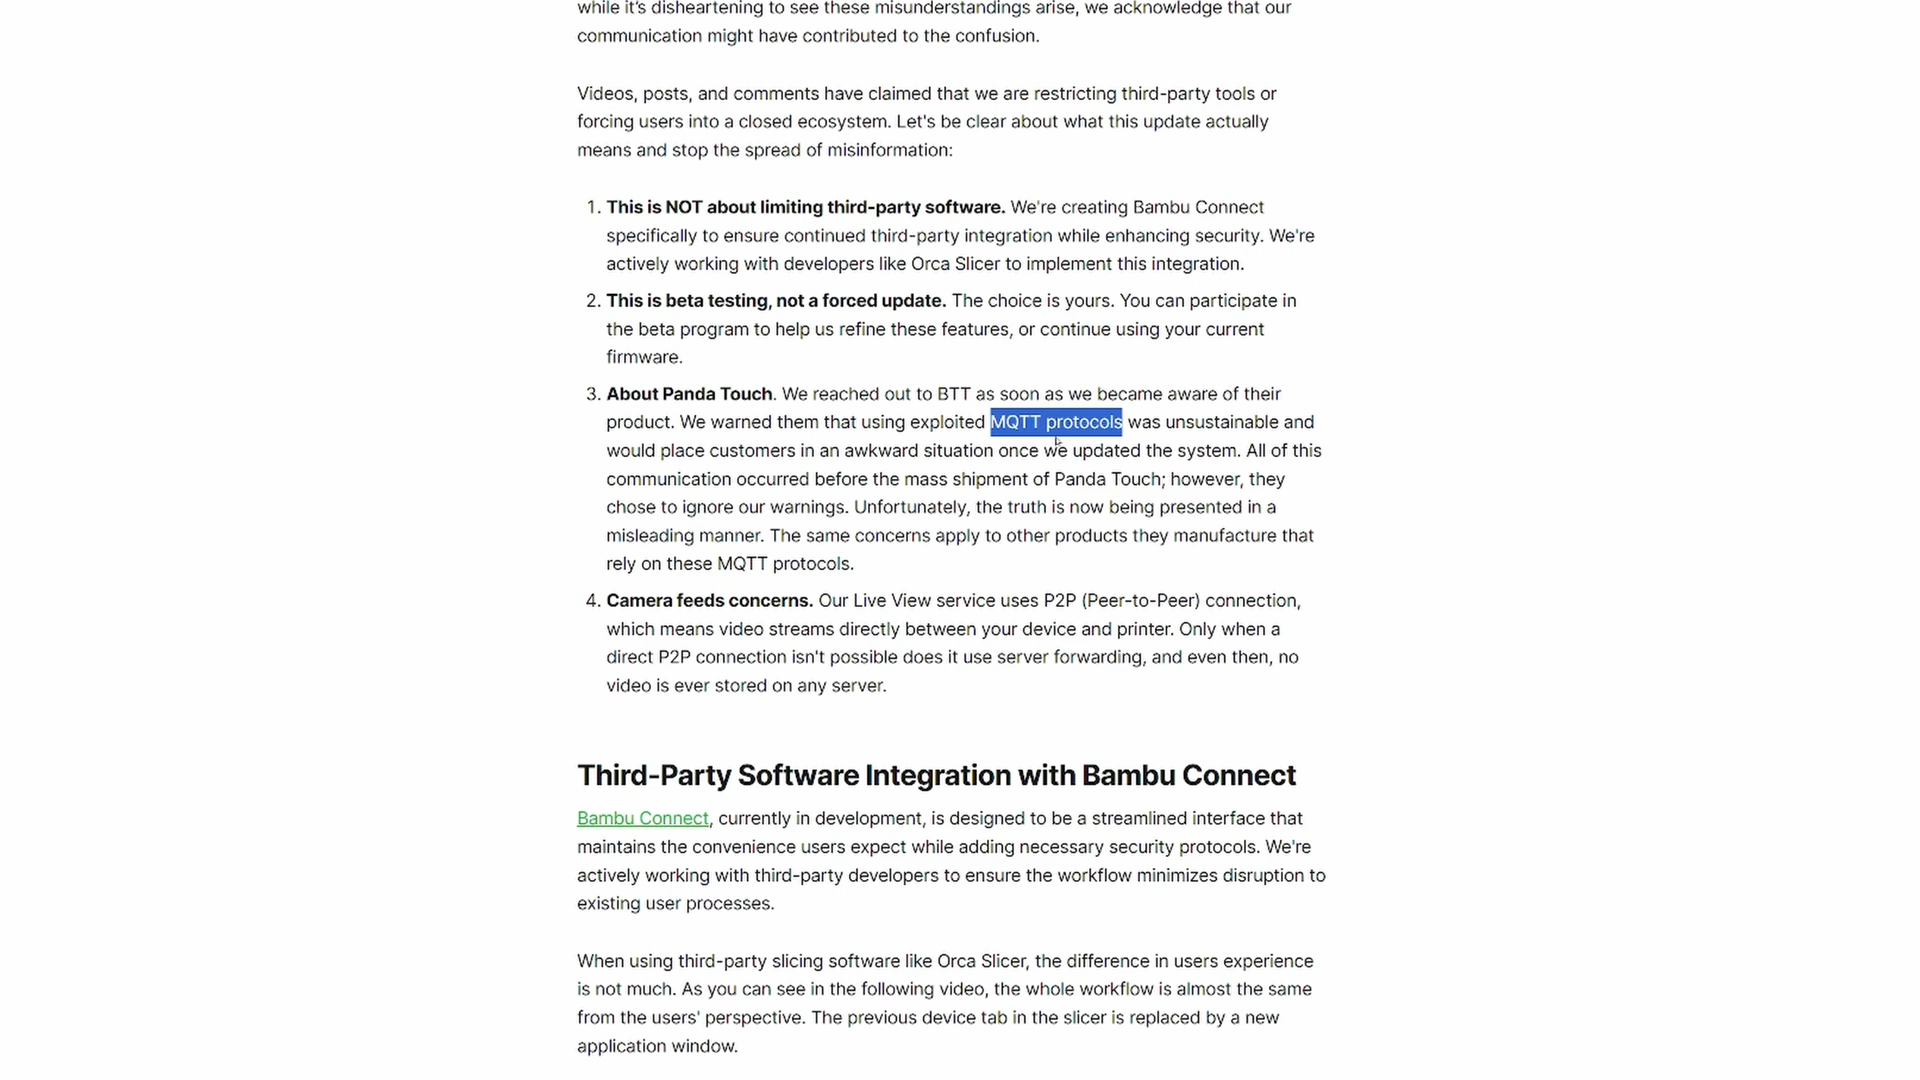 while it's disheartening to see these misunderstandings arise, we acknowledge that our
communication might have contributed to the confusion.
Videos, posts, and comments have claimed that we are restricting third-party tools or
forcing users into a closed ecosystem. Let's be clear about what this update actually
means and stop the spread of misinformation:
1. This is NOT about limiting third-party software. We're creating Bambu Connect
specifically to ensure continued third-party integration while enhancing security. We're
actively working with developers like Orca Slicer to implement this integration.
2. This is beta testing, not a forced update. The choice is yours. You can participate in
the beta program to help us refine these features, or continue using your current
firmware.
3. About Panda Touch. We reached out to BTT as soon as we became aware of their
product. We warned them that using exploited MQTT protocols was unsustainable and
would place customers in an awkward situation once we updated the system. All of this
communication occurred before the mass shipment of Panda Touch; however, they
chose to ignore our warnings. Unfortunately, the truth is now being presented in a
misleading manner. The same concerns apply to other products they manufacture that
rely on these MQTT protocols.
4. Camera feeds concerns. Our Live View service uses P2P (Peer-to-Peer) connection,
which means video streams directly between your device and printer. Only when a
direct P2P connection isn't possible does it use server forwarding, and even then, no
video is ever stored on any server.
Third-Party Software Integration with Bambu Connect
Bambu Connect, currently in development, is designed to be a streamlined interface that
maintains the convenience users expect while adding necessary security protocols. We're
actively working with third-party developers to ensure the workflow minimizes disruption to
existing user processes.
When using third-party slicing software like Orca Slicer, the difference in users experience
is not much. As you can see in the following video, the whole workflow is almost the same
from the users' perspective. The previous device tab in the slicer is replaced by a new
application window.